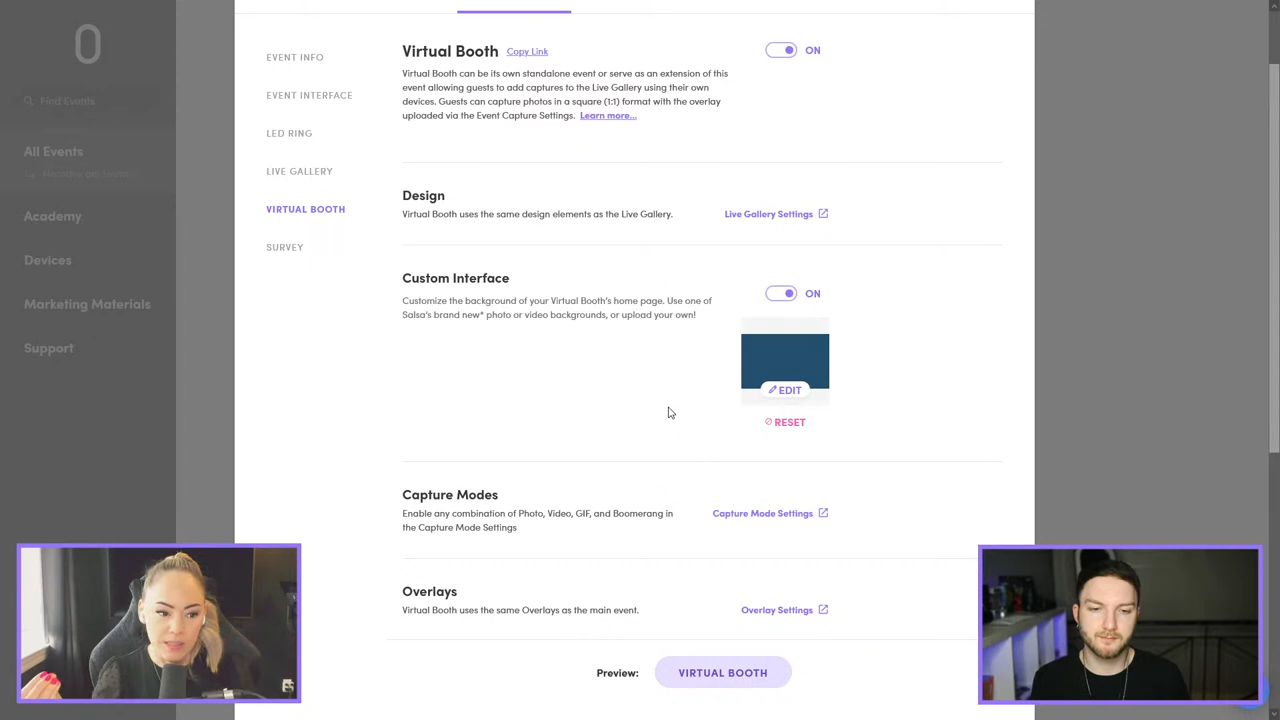 Find Events
All Events
Academy
Devices
Marketing Materials
Support
EVENT INFO
EVENT INTERFACE
LED RING
LIVE GALLERY
VIRTUAL BOOTH
SURVEY
Virtual Booth Copy Link
ON
Virtual Booth can be its own standalone event or serve as an extension of this
event allowing guests to add captures to the Live Gallery using their own
devices. Guests can capture photos in a square (1:1) format with the overlay
uploaded via the Event Capture Settings. Learn more...
Design
Virtual Booth uses the same design elements as the Live Gallery.
Live Gallery Settings
Custom Interface
ON
Customize the background of your Virtual Booth's home page. Use one of
Salsa's brand new* photo or video backgrounds, or upload your own!
EDIT
RESET
Capture Modes
Enable any combination of Photo, Video, GIF, and Boomerang in
the Capture Mode Settings
Capture Mode Settings
Overlays
Virtual Booth uses the same Overlays as the main event.
Overlay Settings
Preview: VIRTUAL BOOTH